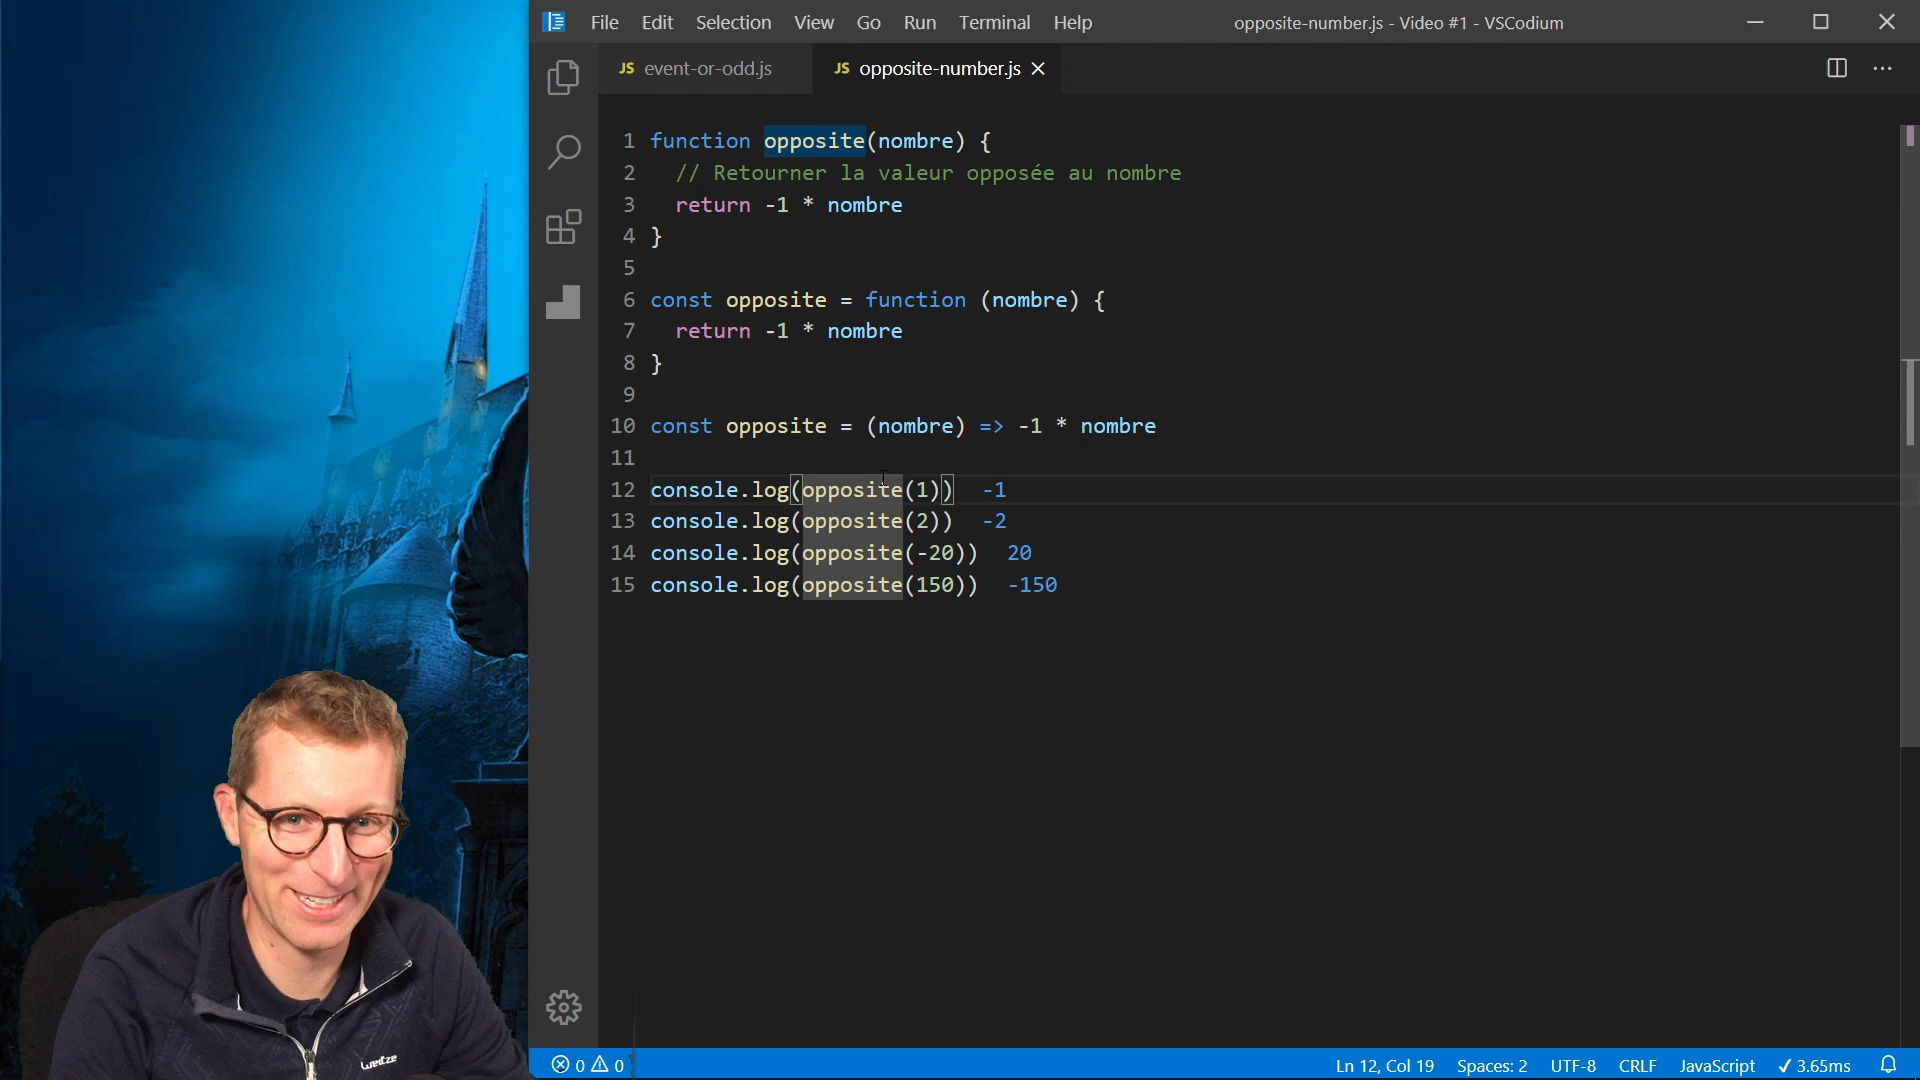 File Edit Selection View Go Run Terminal Help opposite-number.js - Video #1 - VSCodium
JS event-or-odd.js JS opposite-number.js
1 function opposite(nombre) {
2 // Retourner la valeur opposée au nombre
3 return -1 * nombre
4 }
5
6 const opposite = function (nombre) {
7 return -1 * nombre
8 }
9
10 const opposite = (nombre) => -1 * nombre
11
12 console.log(opposite(1)) -1
13 console.log(opposite(2)) -2
14 console.log(opposite(-20)) 20
15 console.log(opposite(150)) -150
wedze
0 0 Ln 12, Col 19 Spaces: 2 UTF-8 CRLF JavaScript ✓ 3.65ms